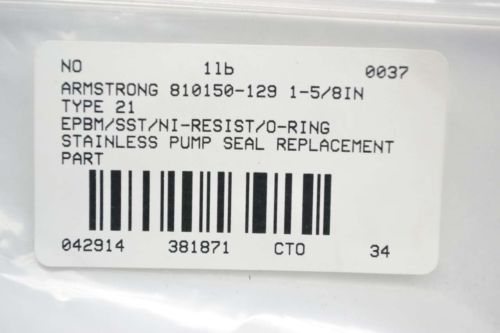 NO 11b 0037
ARMSTRONG 810150-129 1-5/8IN
TYPE 21
EPBM/SST/NI-RESIST/O-RING
STAINLESS PUMP SEAL REPLACEMENT
PART
042914 381871 CTO 34